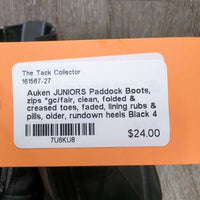 The Tack Collector
161567-27
Auken JUNIORS Paddock Boots,
zips *gc/fair, clean, folded &
creased toes, faded, lining rubs &
pills, older, rundown heels Black 4
7U6KU8
$24.00